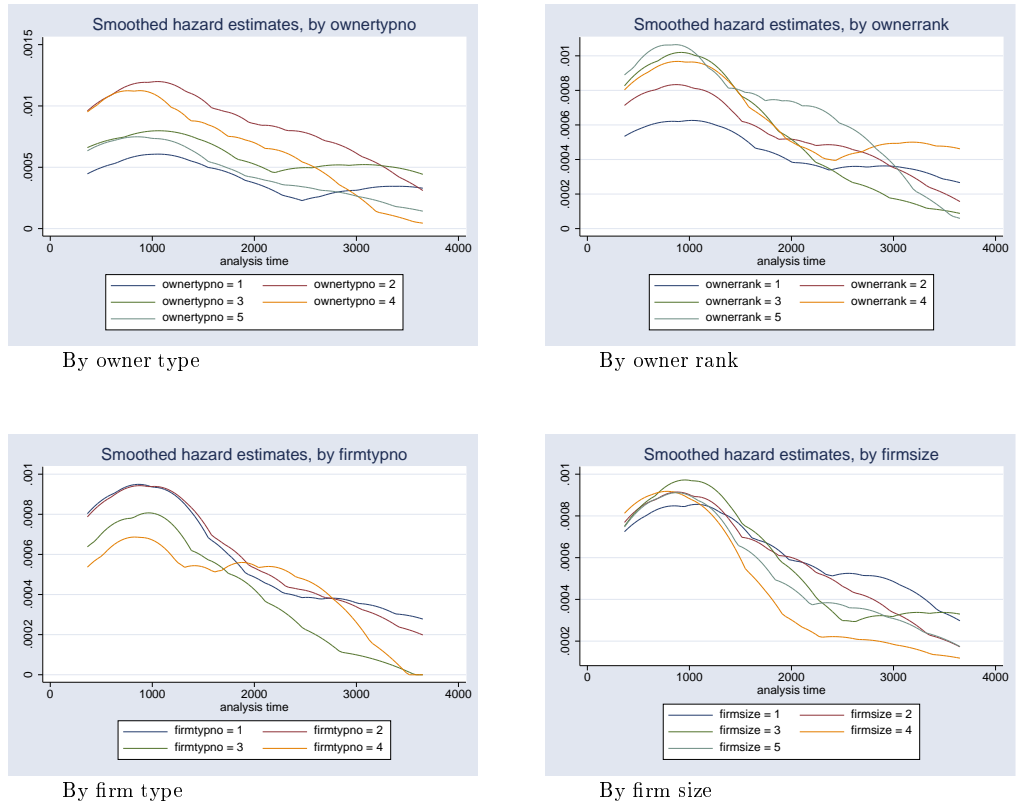 Smoothed hazard estimates, by ownertypno
.0015
.001
.0005
0
0 1000 2000 3000 4000
analysis time
ownertypno = 1 ownertypno = 2
ownertypno = 3 ownertypno = 4
ownertypno = 5
By owner type
Smoothed hazard estimates, by ownerrank
.001
.0008
.0006
.0004
.0002
0
0 1000 2000 3000 4000
analysis time
ownerrank = 1 ownerrank = 2
ownerrank = 3 ownerrank = 4
ownerrank = 5
By owner rank
Smoothed hazard estimates, by firmtypno
.001
.0008
.0006
.0004
.0002
0
0 1000 2000 3000 4000
analysis time
firmtypno = 1 firmtypno = 2
firmtypno = 3 firmtypno = 4
By firm type
Smoothed hazard estimates, by firmsize
.001
.0008
.0006
.0004
.0002
0 1000 2000 3000 4000
analysis time
firmsize = 1 firmsize = 2
firmsize = 3 firmsize = 4
firmsize = 5
By firm size